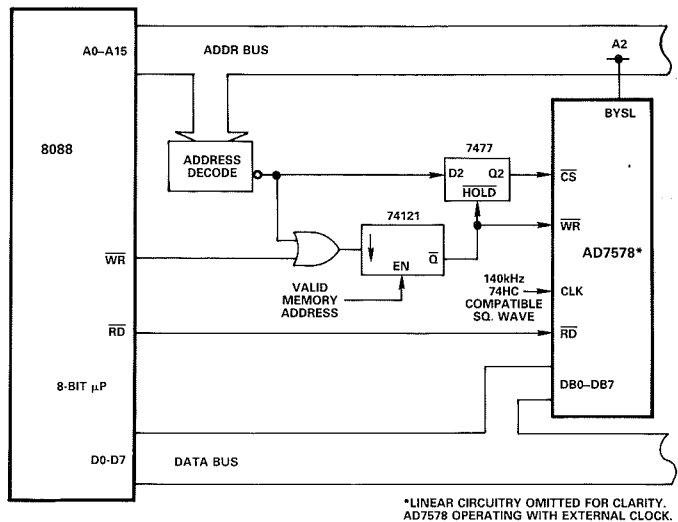 A0–A15
ADDR BUS
A2
BYSL
8088
ADDRESS
DECODE
7477
D2 Q2
HOLD
CS
74121
WR
WR
EN
Q
AD7578*
VALID
MEMORY
ADDRESS
140kHz
74HC
COMPATIBLE
SQ. WAVE
CLK
RD
RD
8-BIT μP
DB0–DB7
D0-D7
DATA BUS
*LINEAR CIRCUITRY OMITTED FOR CLARITY.
AD7578 OPERATING WITH EXTERNAL CLOCK.